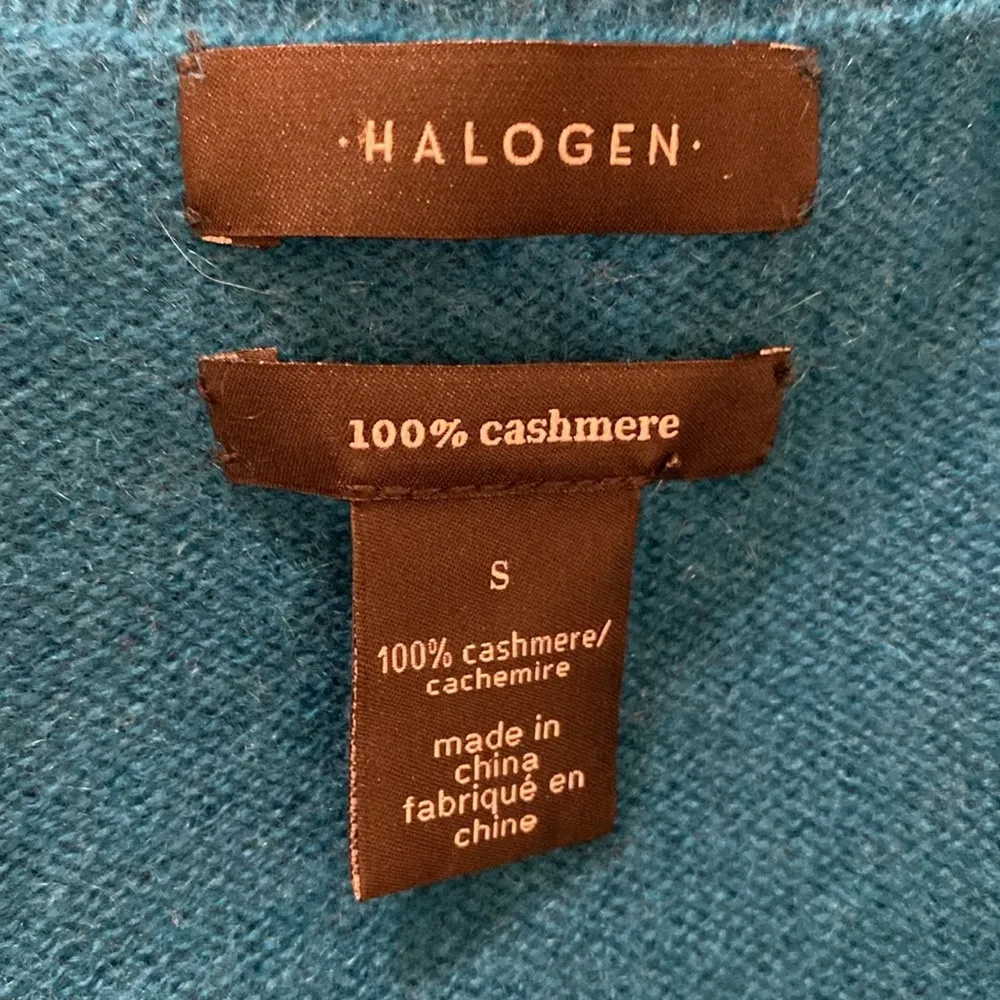 ·HALOGEN·
100% cashmere
S
100% cashmere/
cachemire
made in
china
fabriqué en
chine